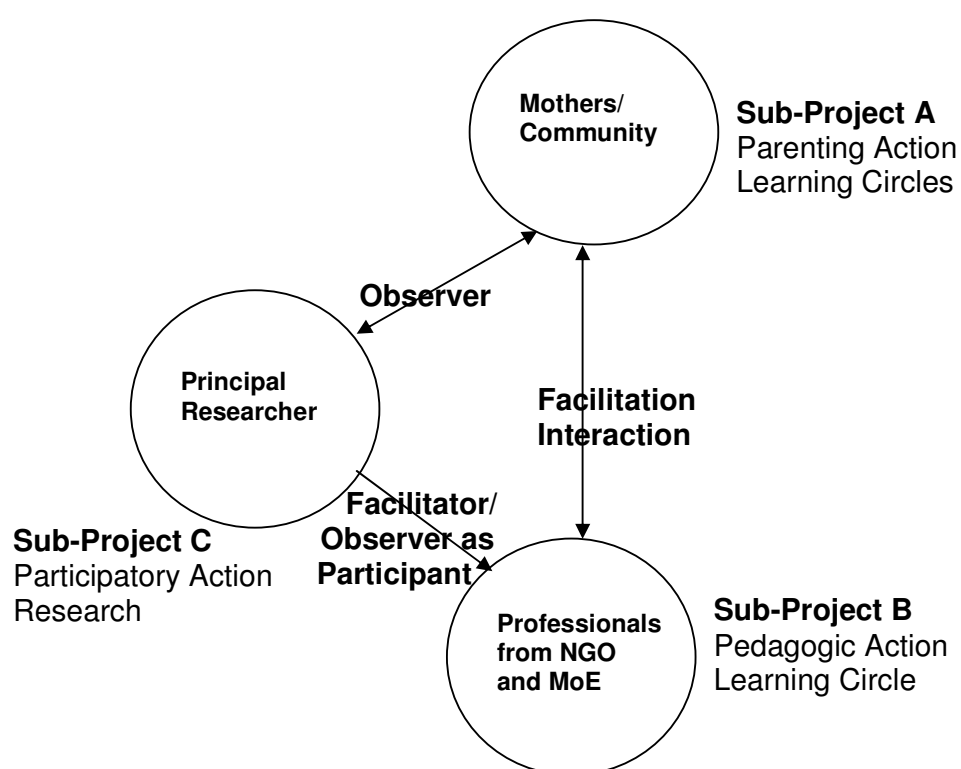 Mothers/
Community
Sub-Project A
Parenting Action
Learning Circles
Observer
Principal
Researcher
Facilitation
Interaction
Facilitator/
Observer as
Participant
Sub-Project C
Participatory Action
Research
Professionals
from NGO
and MoE
Sub-Project B
Pedagogic Action
Learning Circle